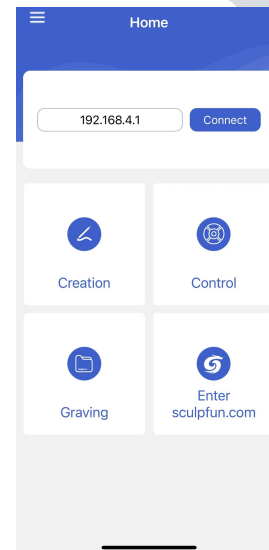 Home
192.168.4.1
Connect
Creation
Control
Graving
Enter
sculpfun.com